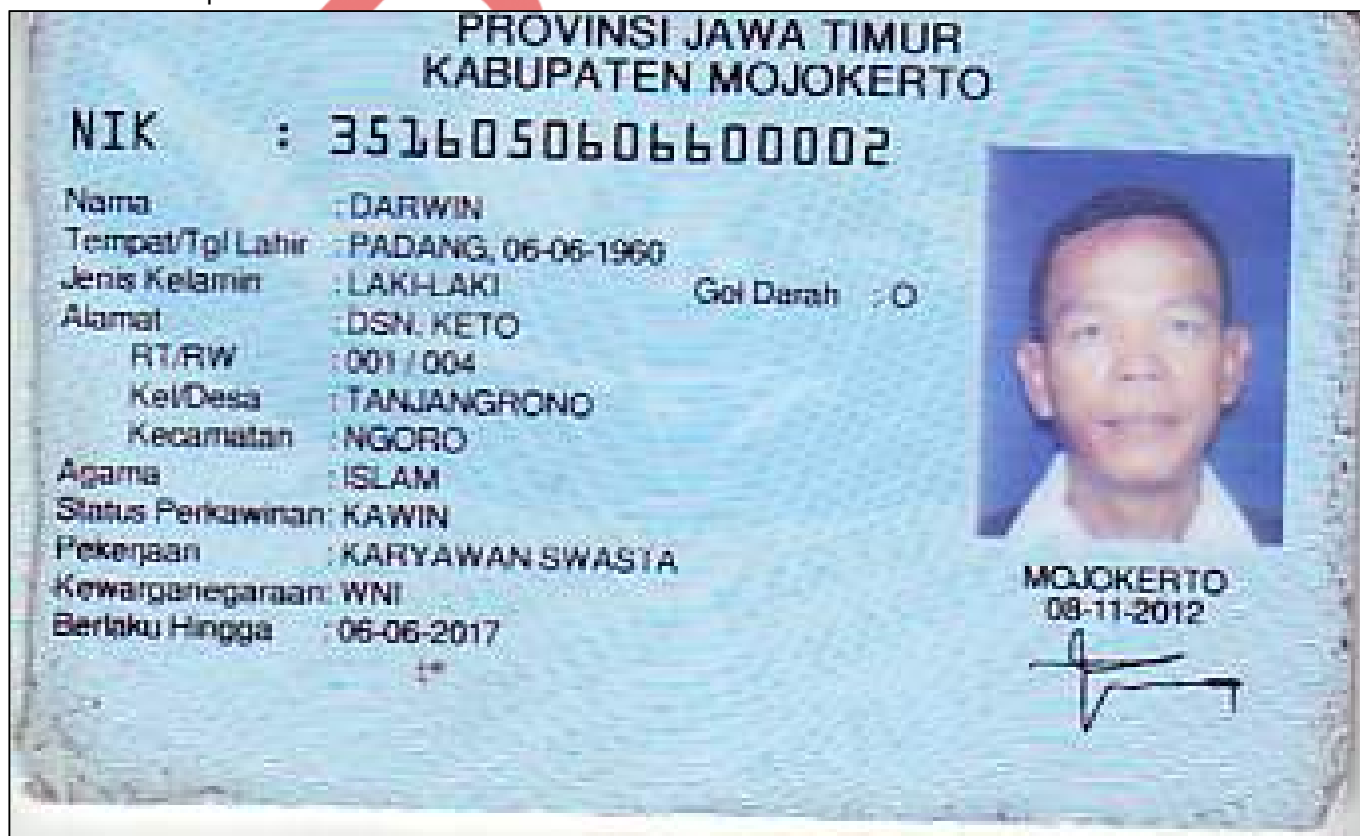 PROVINSI JAWA TIMUR
KABUPATEN MOJOKERTO
NIK : 3516050606600002
Nama : DARWIN
Tempat/Tgl Lahir : PADANG, 06-06-1960
Jenis Kelamin : LAKI-LAKI Gol Darah : O
Alamat : DSN. KETO
RT/RW : 001 / 004
Kel/Desa : TANJANGRONO
Kecamatan : NGORO
Agama : ISLAM
Status Perkawinan: KAWIN
Pekerjaan : KARYAWAN SWASTA
Kewarganegaraan: WNI
Berlaku Hingga : 06-06-2017
MOJOKERTO
08-11-2012